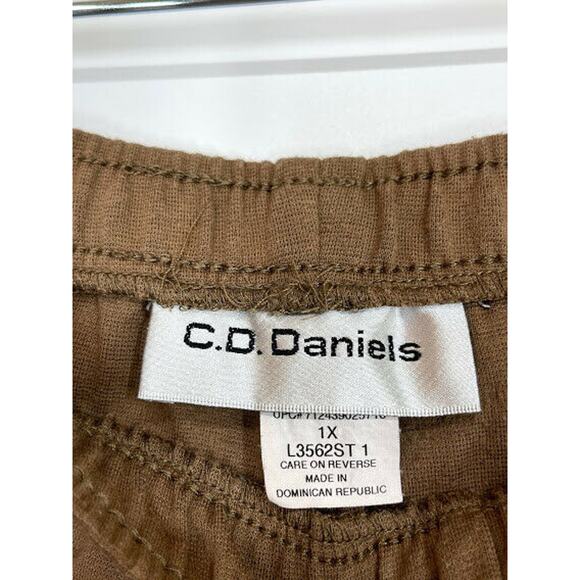 C.D. Daniels
1X
L3562ST 1
CARE ON REVERSE
MADE IN
DOMINICAN REPUBLIC